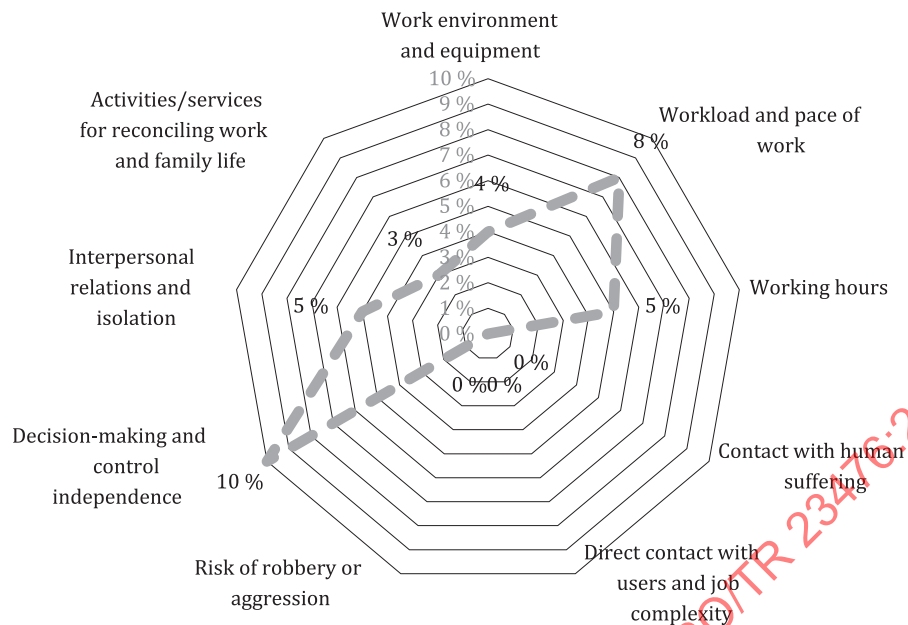 Work environment
and equipment
10 %
9 %
8 %
7 %
6 %
5 %
4 %
3 %
2 %
1 %
0 %
Activities/services
for reconciling work
and family life
Workload and pace of
work
8 %
4 %
3 %
Interpersonal
relations and
isolation
5 %
5 %
Working hours
0 %
0 %
0 %
Decision-making and
control
independence
10 %
Contact with human
suffering
Risk of robbery or
aggression
Direct contact with
users and job
complexity
O/TR 23476:2